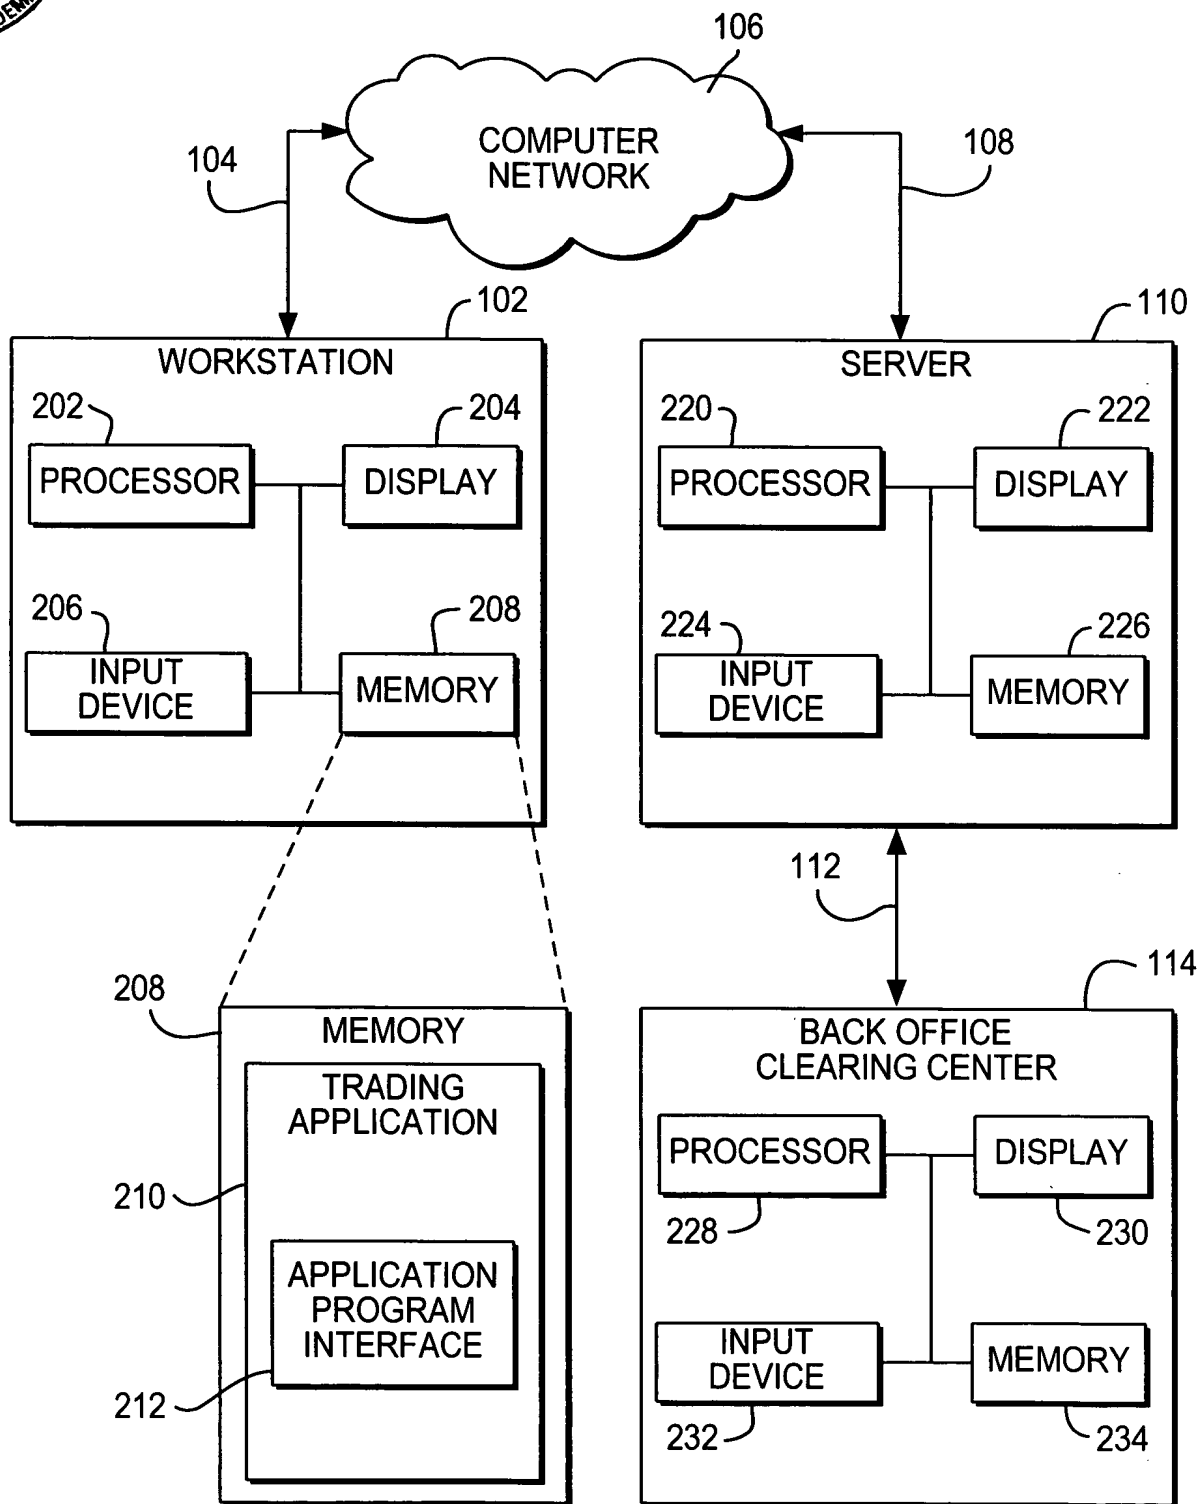 106
COMPUTER
NETWORK
104
108
102
110
WORKSTATION
SERVER
202
204
220
222
PROCESSOR
DISPLAY
PROCESSOR
DISPLAY
206
208
224
226
INPUT
DEVICE
MEMORY
INPUT
DEVICE
MEMORY
112
114
208
MEMORY
TRADING
APPLICATION
210
APPLICATION
PROGRAM
INTERFACE
212
BACK OFFICE
CLEARING CENTER
PROCESSOR
DISPLAY
228
230
INPUT
DEVICE
MEMORY
232
234